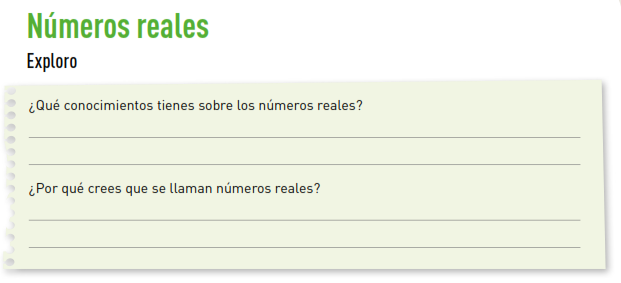 Números reales
Exploro
¿Qué conocimientos tienes sobre los números reales?
¿Por qué crees que se llaman números reales?